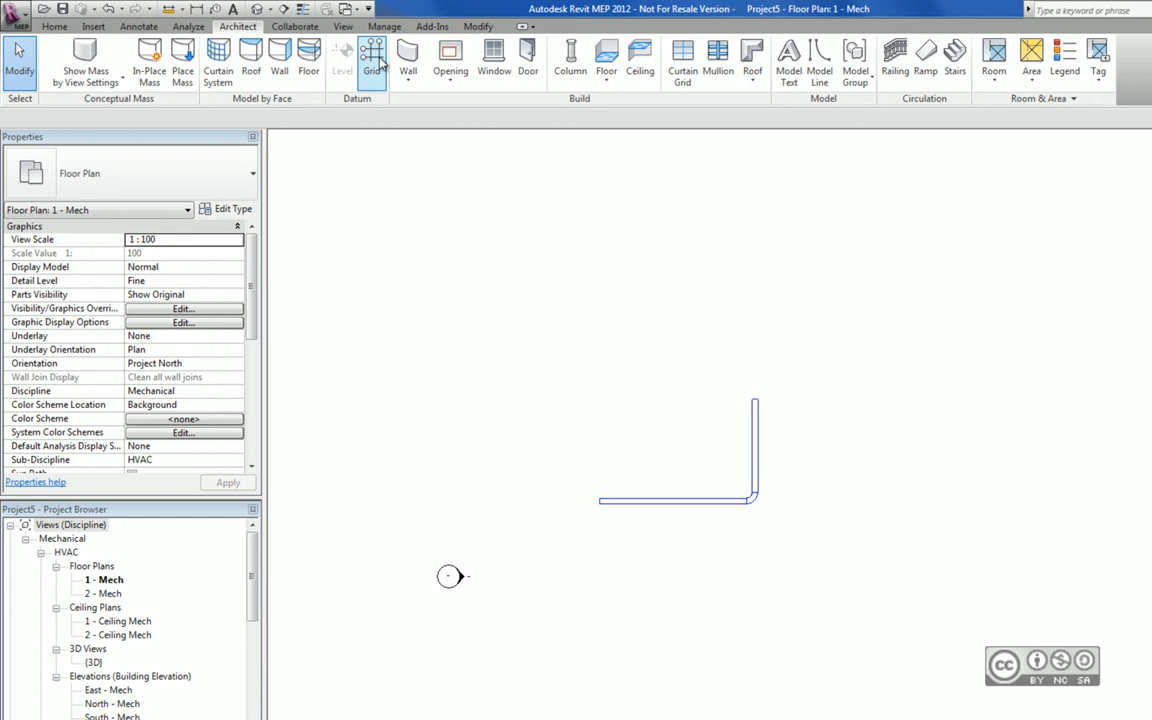 MEP
Autodesk Revit MEP 2012 - Not For Resale Version - Project5 - Floor Plan: 1 - Mech
Type a keyword or phrase
Home Insert Annotate Analyze Architect Collaborate View Manage Add-Ins Modify
Modify
Show Mass by View Settings
In-Place Mass
Place Mass
Curtain System
Roof
Wall
Floor
Level
Grid
Wall
Opening
Window
Door
Column
Floor
Ceiling
Curtain Grid
Mullion
Roof
Model Text
Model Line
Model Group
Railing
Ramp
Stairs
Room
Area
Legend
Tag
Select Conceptual Mass Model by Face Datum Build Model Circulation Room & Area
Properties
Floor Plan
Floor Plan: 1 - Mech Edit Type
Graphics
View Scale 1 : 100
Scale Value 1: 100
Display Model Normal
Detail Level Fine
Parts Visibility Show Original
Visibility/Graphics Overri... Edit...
Graphic Display Options Edit...
Underlay None
Underlay Orientation Plan
Orientation Project North
Wall Join Display Clean all wall joins
Discipline Mechanical
Color Scheme Location Background
Color Scheme <none>
System Color Schemes Edit...
Default Analysis Display S... None
Sub-Discipline HVAC
Properties help Apply
Project5 - Project Browser
Views (Discipline)
Mechanical
HVAC
Floor Plans
1 - Mech
2 - Mech
Ceiling Plans
1 - Ceiling Mech
2 - Ceiling Mech
3D Views
{3D}
Elevations (Building Elevation)
East - Mech
North - Mech
South - Mech
cc
BY NC SA